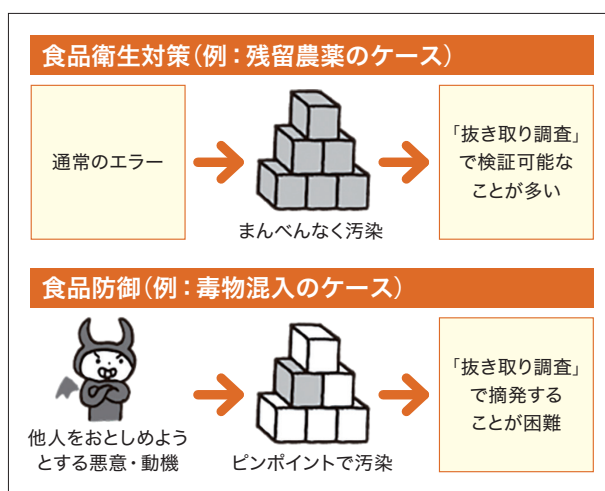 食品衛生対策（例：残留農薬のケース）
通常のエラー
まんべんなく汚染
「抜き取り調査」
で検証可能な
ことが多い
食品防御（例：毒物混入のケース）
他人をおとしめよう
とする悪意・動機
ピンポイントで汚染
「抜き取り調査」
で摘発する
ことが困難